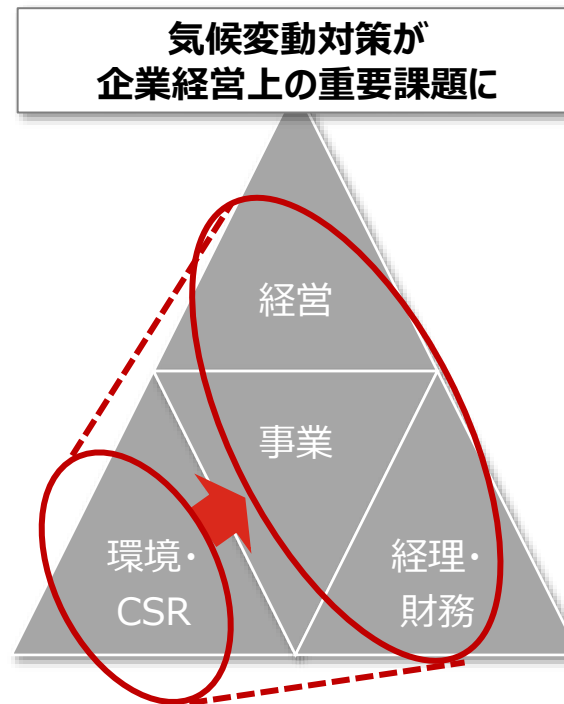 気候変動対策が
企業経営上の重要課題に
経営
事業
環境・
CSR
経理・
財務